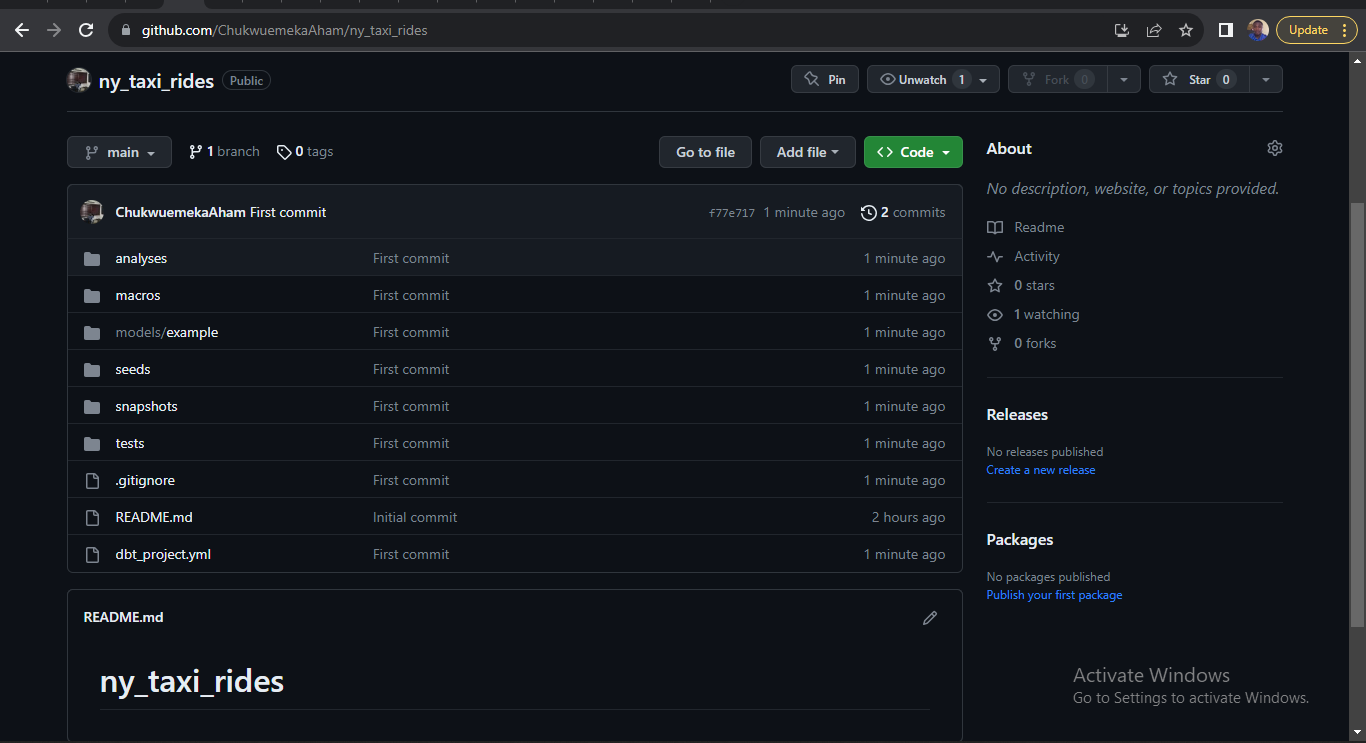 github.com/ChukwuemekaAham/ny_taxi_rides
Update
ny_taxi_rides Public
Pin
Unwatch 1
Fork 0
Star 0
main
1 branch
0 tags
Go to file
Add file
Code
ChukwuemekaAham First commit f77e717 1 minute ago 2 commits
analyses First commit 1 minute ago
macros First commit 1 minute ago
models/example First commit 1 minute ago
seeds First commit 1 minute ago
snapshots First commit 1 minute ago
tests First commit 1 minute ago
.gitignore First commit 1 minute ago
README.md Initial commit 2 hours ago
dbt_project.yml First commit 1 minute ago
README.md
ny_taxi_rides
About
No description, website, or topics provided.
Readme
Activity
0 stars
1 watching
0 forks
Releases
No releases published
Create a new release
Packages
No packages published
Publish your first package
Activate Windows
Go to Settings to activate Windows.